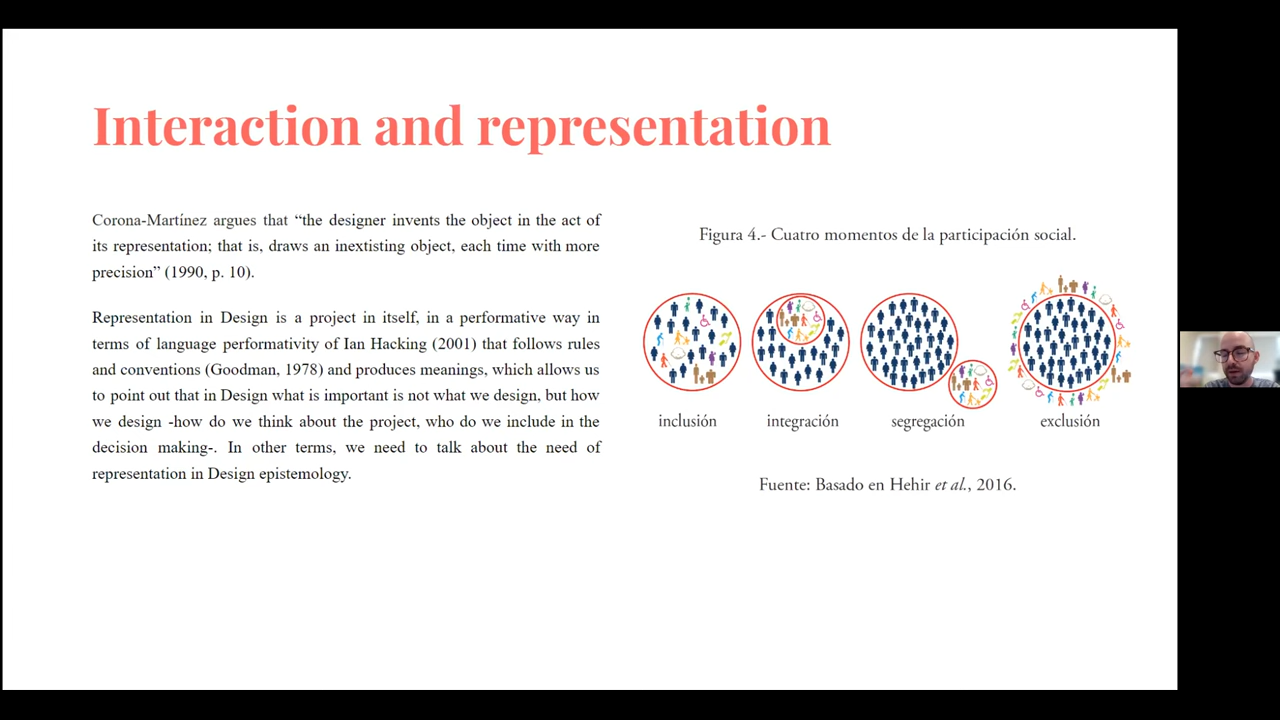 Interaction and representation
Corona-Martínez argues that “the designer invents the object in the act of
its representation; that is, draws an inextisting object, each time with more
precision” (1990, p. 10).
Representation in Design is a project in itself, in a performative way in
terms of language performativity of Ian Hacking (2001) that follows rules
and conventions (Goodman, 1978) and produces meanings, which allows us
to point out that in Design what is important is not what we design, but how
we design -how do we think about the project, who do we include in the
decision making-. In other terms, we need to talk about the need of
representation in Design epistemology.
Figura 4.- Cuatro momentos de la participación social.
inclusión
integración
segregación
exclusión
Fuente: Basado en Hehir et al., 2016.